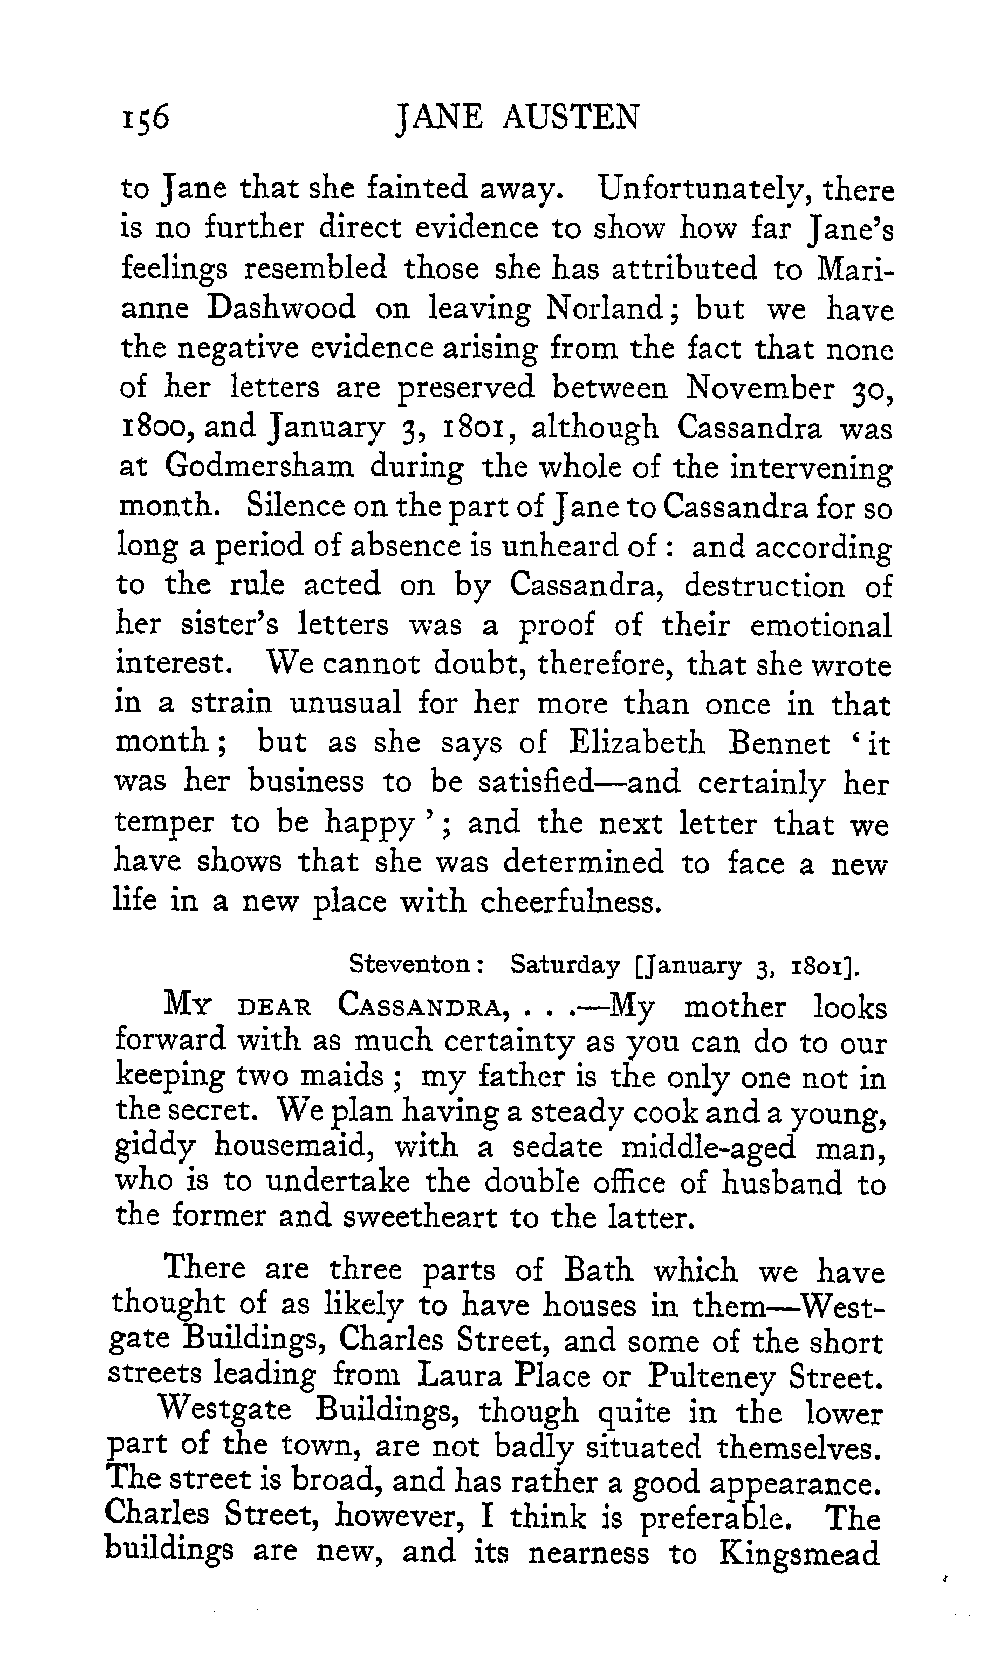 156 JANE AUSTEN
to Jane that she fainted away. Unfortunately, there
is no further direct evidence to show how far Jane's
feelings resembled those she has attributed to Mari-
anne Dashwood on leaving Norland; but we have
the negative evidence arising from the fact that none
of her letters are preserved between November 30,
1800, and January 3, 1801, although Cassandra was
at Godmersham during the whole of the intervening
month. Silence on the part of Jane to Cassandra for so
long a period of absence is unheard of: and according
to the rule acted on by Cassandra, destruction of
her sister's letters was a proof of their emotional
interest. We cannot doubt, therefore, that she wrote
in a strain unusual for her more than once in that
month; but as she says of Elizabeth Bennet ‘it
was her business to be satisfied—and certainly her
temper to be happy’; and the next letter that we
have shows that she was determined to face a new
life in a new place with cheerfulness.
Steventon: Saturday [January 3, 1801].
MY DEAR CASSANDRA, . . .—My mother looks
forward with as much certainty as you can do to our
keeping two maids; my father is the only one not in
the secret. We plan having a steady cook and a young,
giddy housemaid, with a sedate middle-aged man,
who is to undertake the double office of husband to
the former and sweetheart to the latter.
There are three parts of Bath which we have
thought of as likely to have houses in them—West-
gate Buildings, Charles Street, and some of the short
streets leading from Laura Place or Pulteney Street.
Westgate Buildings, though quite in the lower
part of the town, are not badly situated themselves.
The street is broad, and has rather a good appearance.
Charles Street, however, I think is preferable. The
buildings are new, and its nearness to Kingsmead